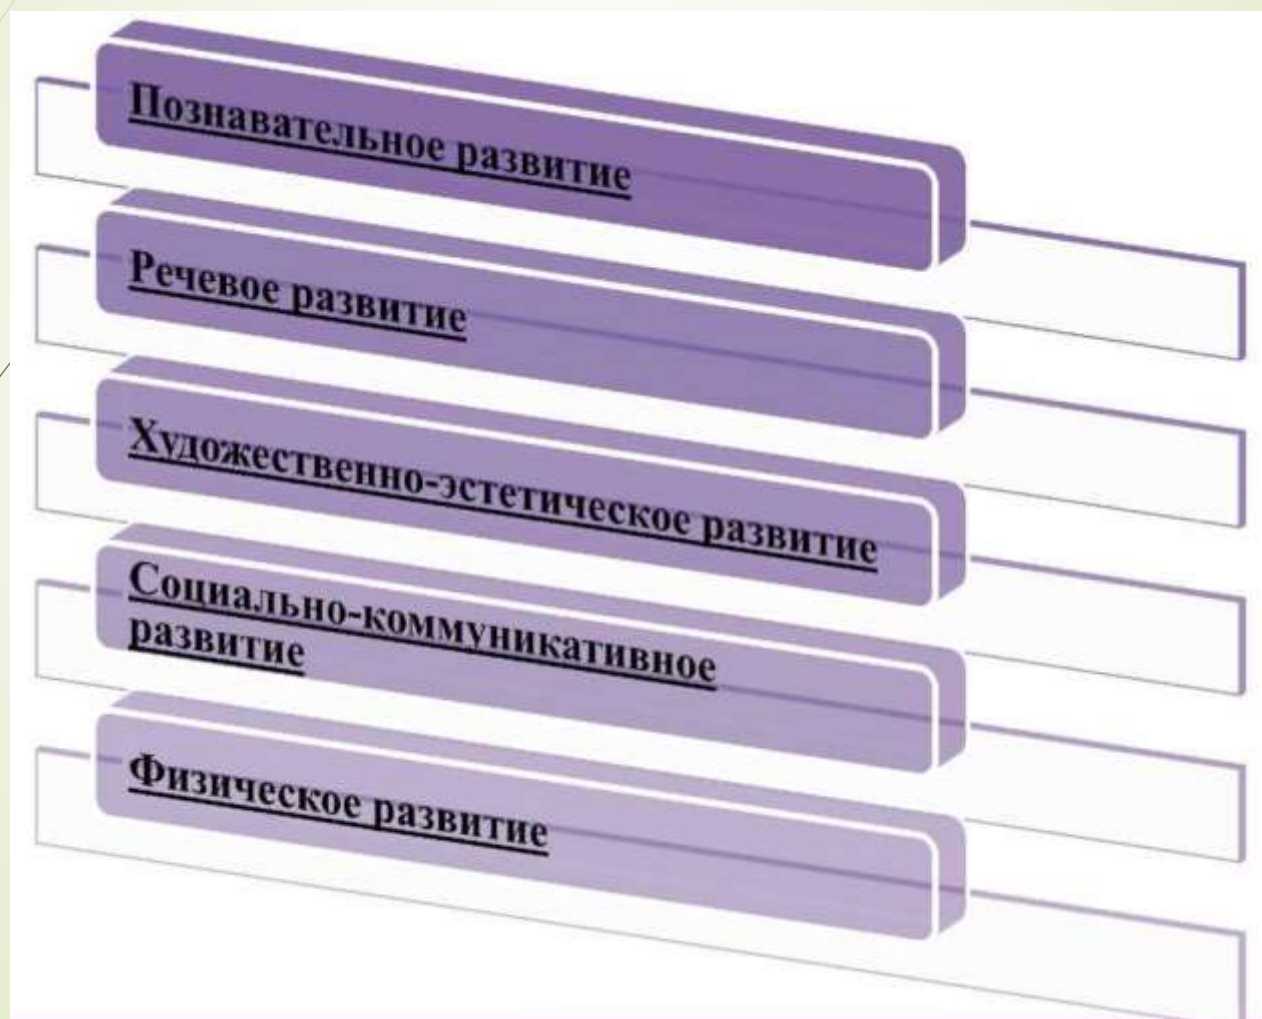 Познавательное развитие
Речевое развитие
Художественно-эстетическое развитие
Социально-коммуникативное
развитие
Физическое развитие